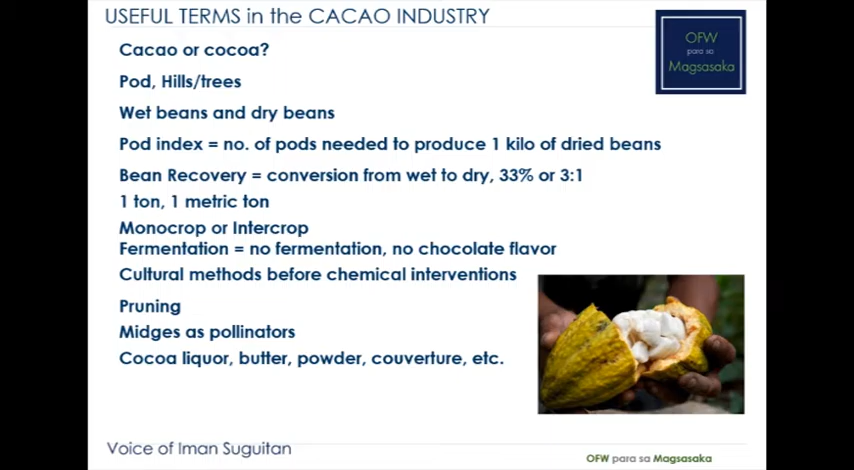 USEFUL TERMS in the CACAO INDUSTRY
OFW
para sa
Magsasaka
Cacao or cocoa?
Pod, Hills/trees
Wet beans and dry beans
Pod index = no. of pods needed to produce 1 kilo of dried beans
Bean Recovery = conversion from wet to dry, 33% or 3:1
1 ton, 1 metric ton
Monocrop or Intercrop
Fermentation = no fermentation, no chocolate flavor
Cultural methods before chemical interventions
Pruning
Midges as pollinators
Cocoa liquor, butter, powder, couverture, etc.
Voice of Iman Suguitan
OFW para sa Magsasaka